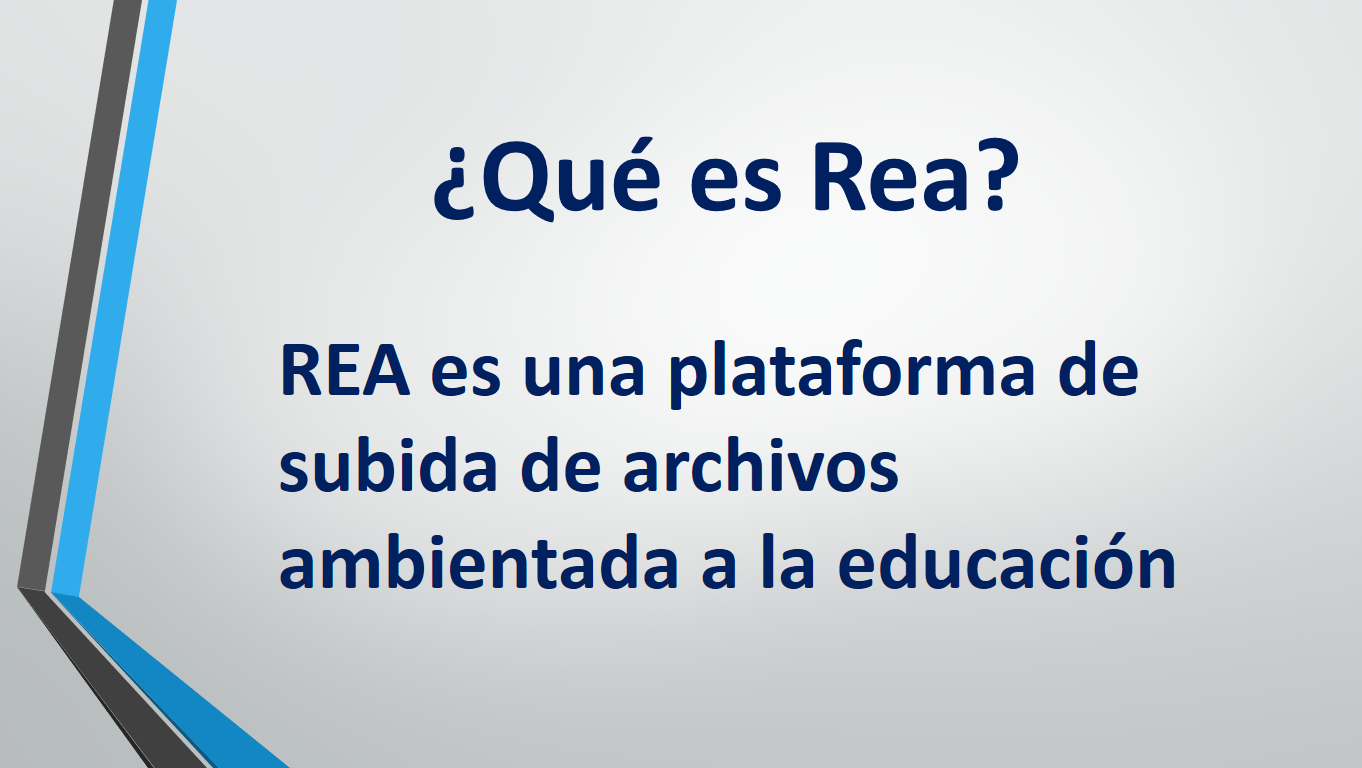 ¿Qué es Rea?
REA es una plataforma de
subida de archivos
ambientada a la educación